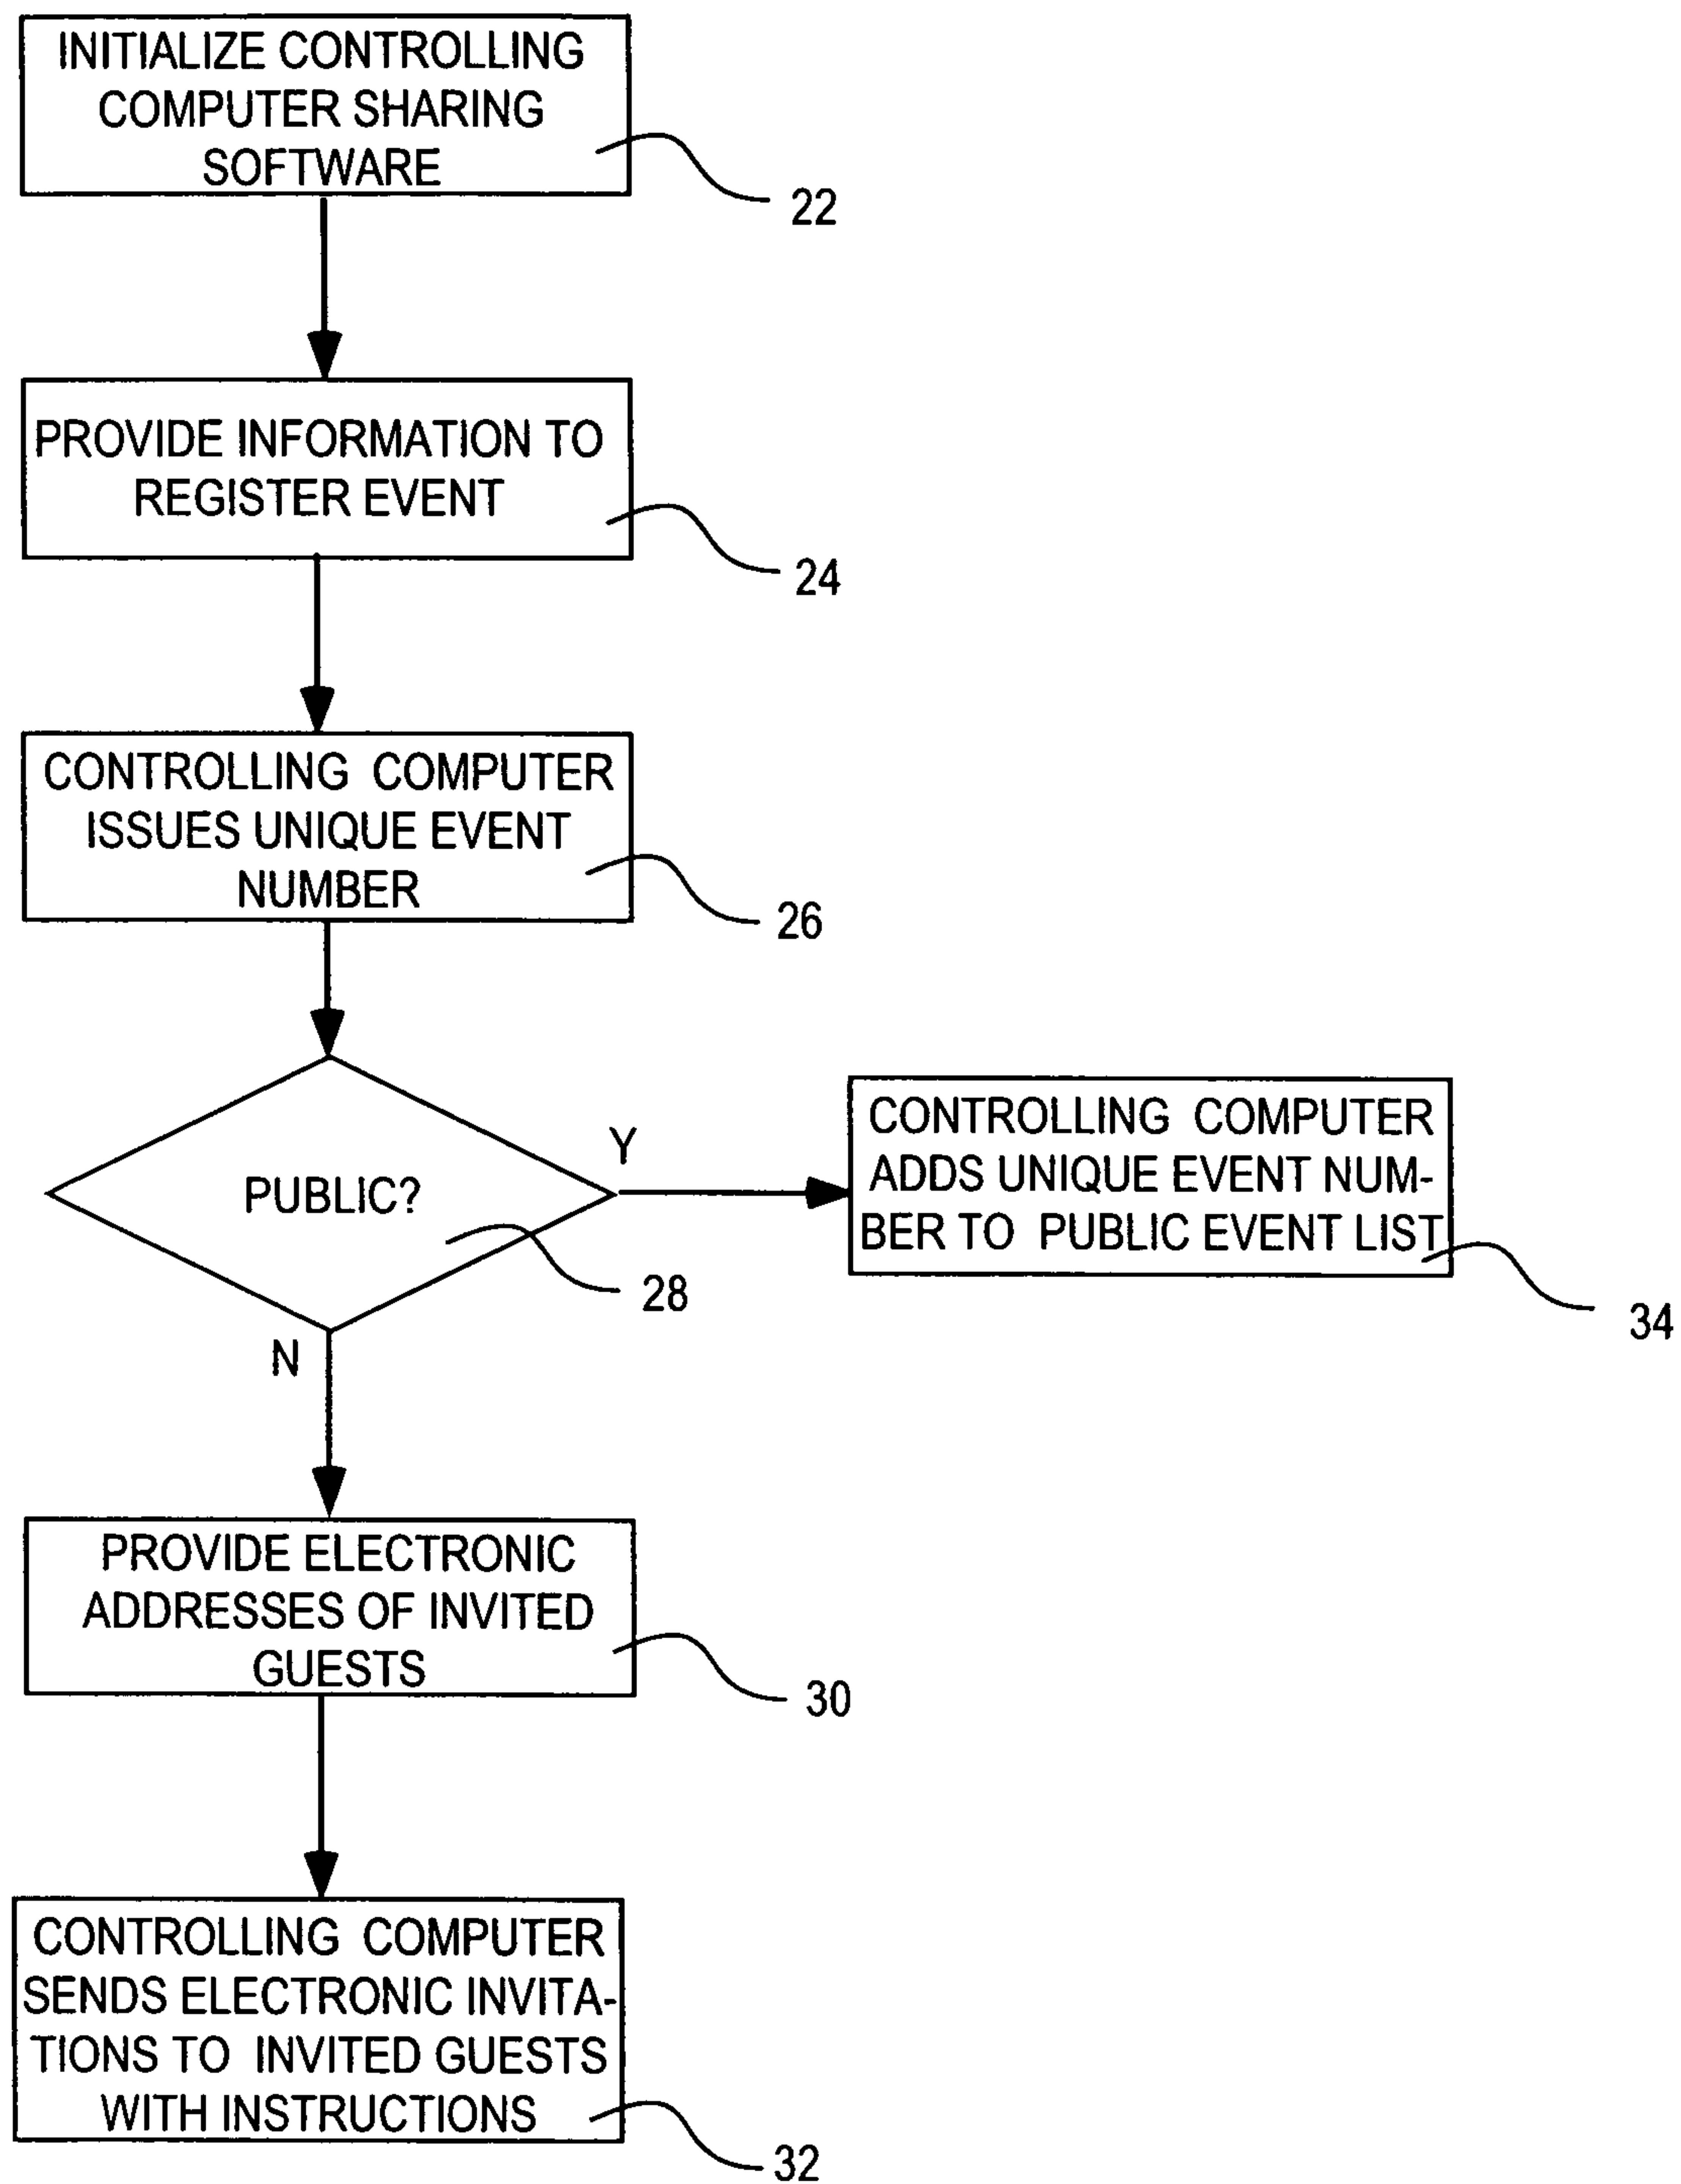 INITIALIZE CONTROLLING
COMPUTER SHARING
SOFTWARE
22
PROVIDE INFORMATION TO
REGISTER EVENT
24
CONTROLLING COMPUTER
ISSUES UNIQUE EVENT
NUMBER
26
PUBLIC?
28
Y
CONTROLLING COMPUTER
ADDS UNIQUE EVENT NUM-
BER TO PUBLIC EVENT LIST
34
N
PROVIDE ELECTRONIC
ADDRESSES OF INVITED
GUESTS
30
CONTROLLING COMPUTER
SENDS ELECTRONIC INVITA-
TIONS TO INVITED GUESTS
WITH INSTRUCTIONS
32